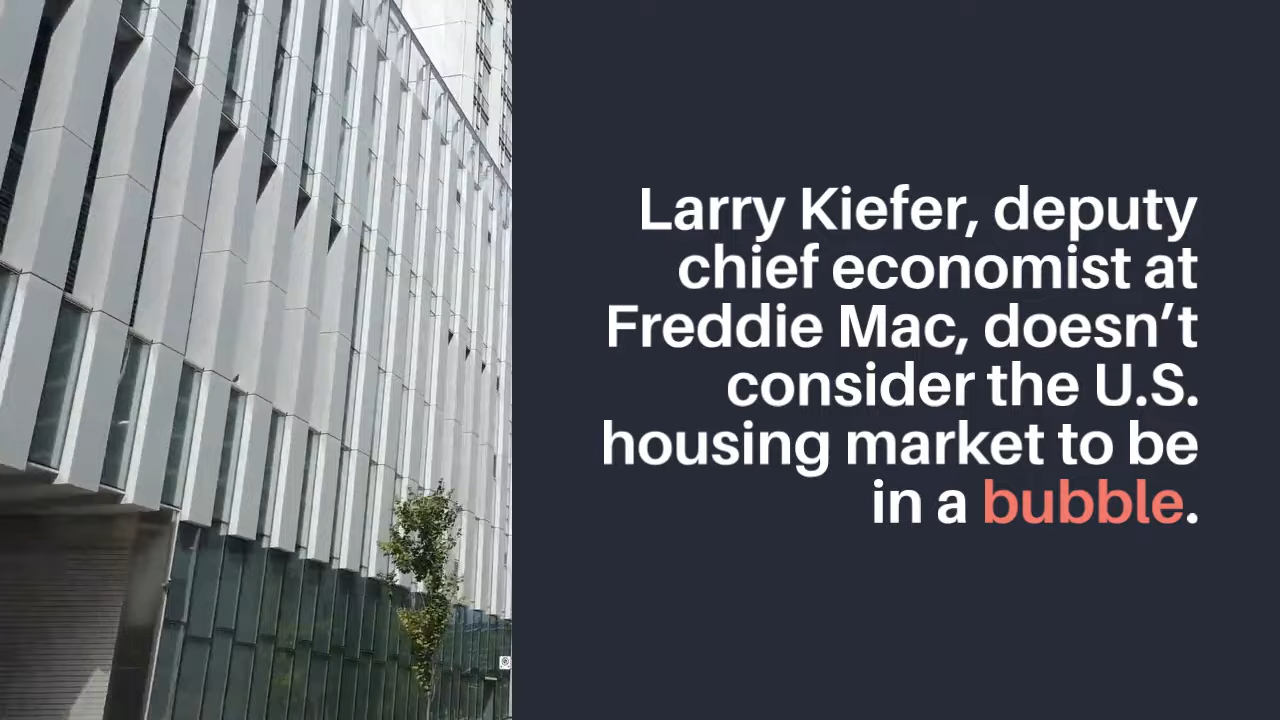 Larry Kiefer, deputy
chief economist at
Freddie Mac, doesn’t
consider the U.S.
housing market to be
in a bubble.